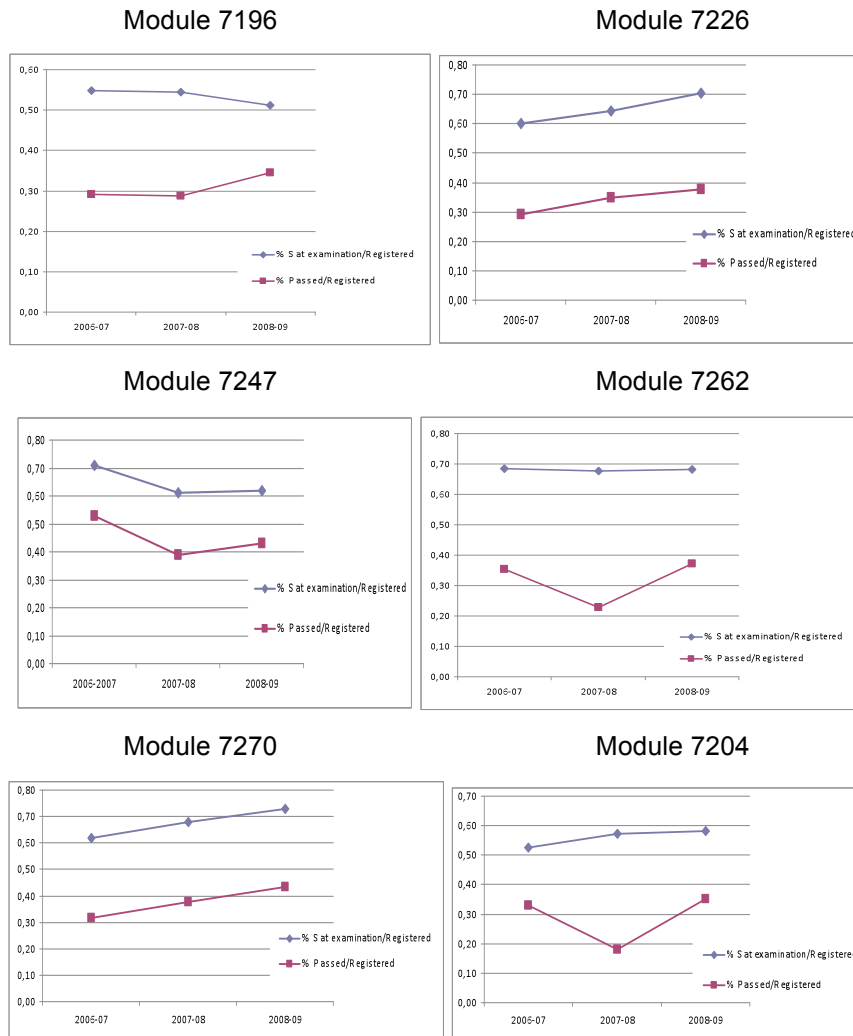 Module 7196
0,60
0,50
0,40
0,30
0,20
0,10
0,00
2006-07 2007-08 2008-09
% Sat examination/Registered
% Passed/Registered
Module 7226
0,80
0,70
0,60
0,50
0,40
0,30
0,20
0,10
0,00
2006-07 2007-08 2008-09
% Sat examination/Registered
% Passed/Registered
Module 7247
0,80
0,70
0,60
0,50
0,40
0,30
0,20
0,10
0,00
2006-2007 2007-08 2008-09
% Sat examination/Registered
% Passed/Registered
Module 7262
0,80
0,70
0,60
0,50
0,40
0,30
0,20
0,10
0,00
2006-07 2007-08 2008-09
% Sat examination/Registered
% Passed/Registered
Module 7270
0,80
0,70
0,60
0,50
0,40
0,30
0,20
0,10
0,00
2006-07 2007-08 2008-09
% Sat examination/Registered
% Passed/Registered
Module 7204
0,70
0,60
0,50
0,40
0,30
0,20
0,10
0,00
2006-07 2007-08 2008-09
% Sat examination/Registered
% Passed/Registered